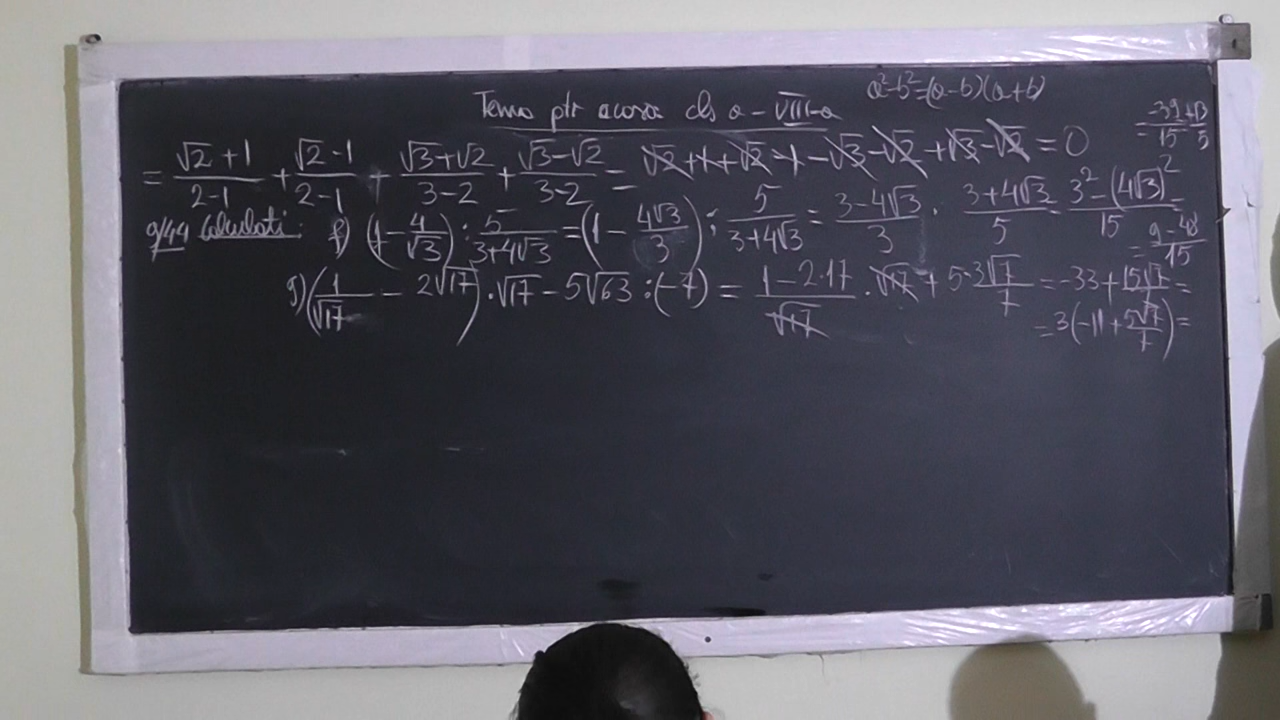 Tema ptr acasa cls a-VIII-a
a²-b²=(a-b)(a+b)
= (√2+1)/(2-1) + (√2-1)/(2-1) + (√3+√2)/(3-2) + (√3-√2)/(3-2) = √2+1+√2-1-√3-√2+√3-√2 = 0
9/44 Calculati: f) (1-4/√3) : 5/(3+4√3) = (1-4√3/3) : 5/(3+4√3) = (3-4√3)/3 · (3+4√3)/5 = (3²-(4√3)²)/15 =
= (9-48)/15
= -39/15
g) (1/√17 - 2√17)·√17 - 5√63 : (-7) = (1-2·17)/√17 · √17 + 5·3√7/7 = -33 + 15√7/7 =
= 3(-11 + 5√7/7) =